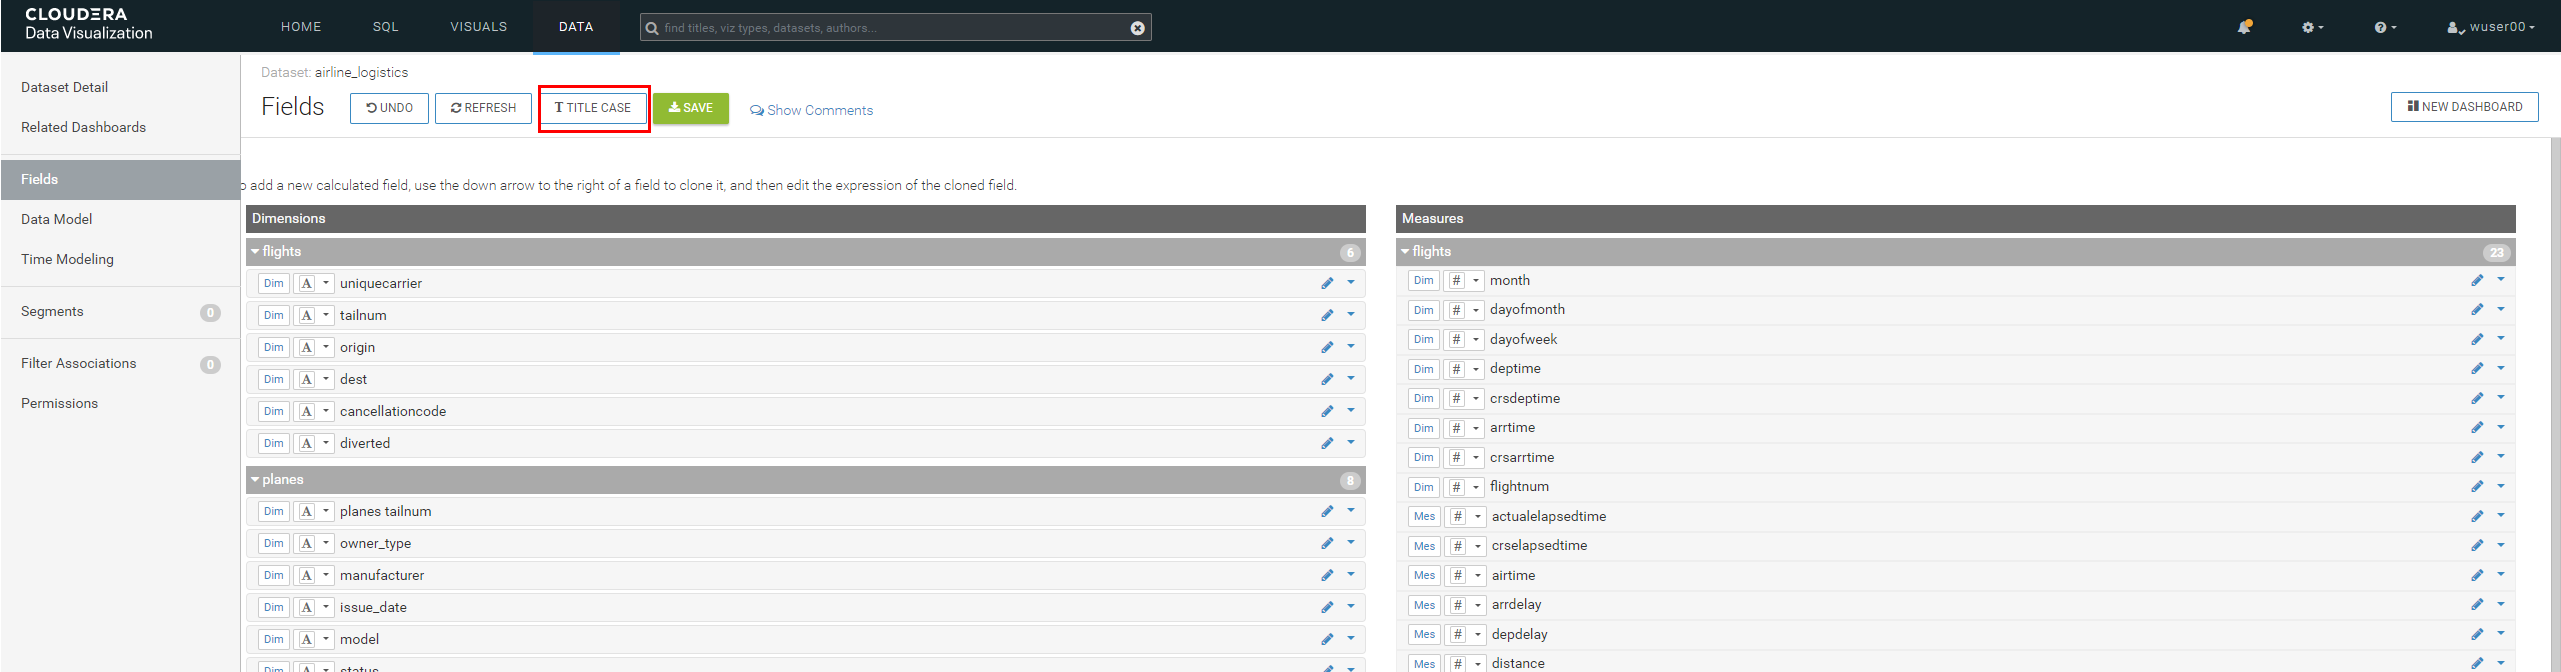 CLOUDERA
Data Visualization
HOME
SQL
VISUALS
DATA
find titles, viz types, datasets, authors...
wuser00
Dataset Detail
Related Dashboards
Fields
Data Model
Time Modeling
Segments 0
Filter Associations 0
Permissions
Dataset: airline_logistics
Fields
UNDO
REFRESH
T TITLE CASE
SAVE
Show Comments
NEW DASHBOARD
o add a new calculated field, use the down arrow to the right of a field to clone it, and then edit the expression of the cloned field.
Dimensions
flights 6
Dim A uniquecarrier
Dim A tailnum
Dim A origin
Dim A dest
Dim A cancellationcode
Dim A diverted
planes 8
Dim A planes tailnum
Dim A owner_type
Dim A manufacturer
Dim A issue_date
Dim A model
Dim A status
Measures
flights 23
Dim # month
Dim # dayofmonth
Dim # dayofweek
Dim # deptime
Dim # crsdeptime
Dim # arrtime
Dim # crsarrtime
Dim # flightnum
Mes # actualelapsedtime
Mes # crselapsedtime
Mes # airtime
Mes # arrdelay
Mes # depdelay
Mes # distance